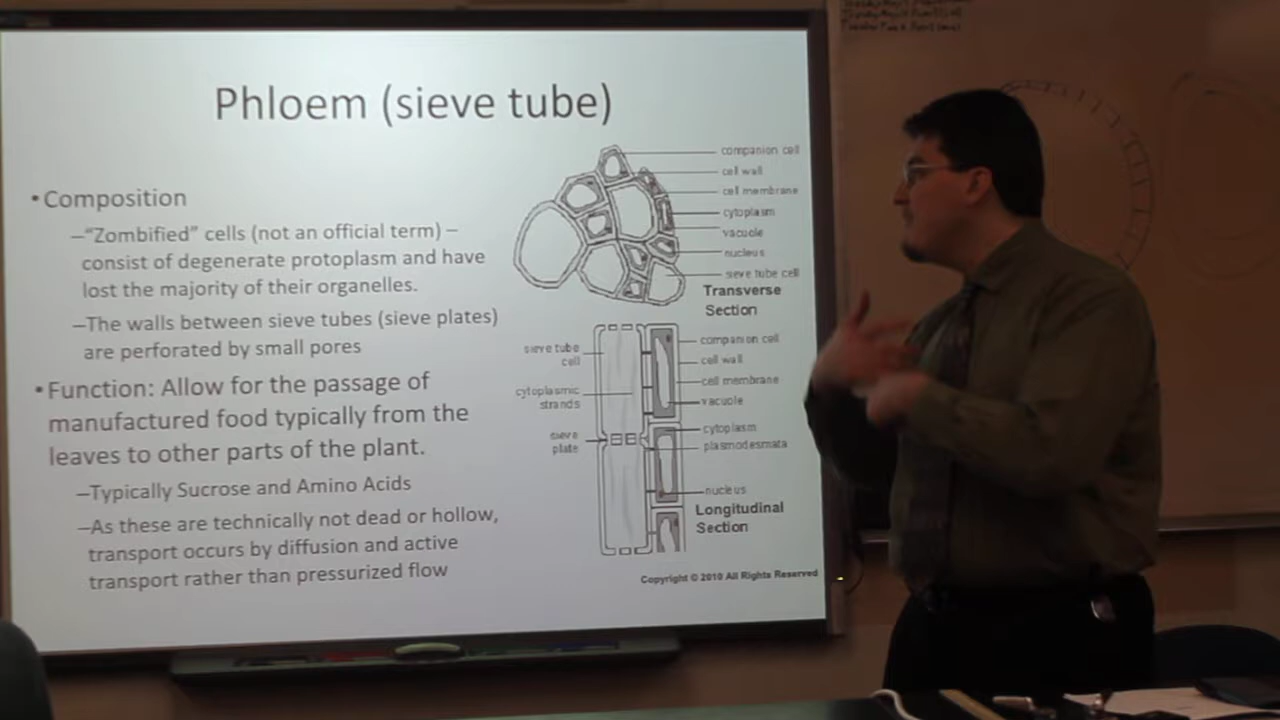 Phloem (sieve tube)
• Composition
–“Zombified” cells (not an official term) –
consist of degenerate protoplasm and have
lost the majority of their organelles.
–The walls between sieve tubes (sieve plates)
are perforated by small pores
• Function: Allow for the passage of
manufactured food typically from the
leaves to other parts of the plant.
–Typically Sucrose and Amino Acids
–As these are technically not dead or hollow,
transport occurs by diffusion and active
transport rather than pressurized flow
companion cell
cell wall
cell membrane
cytoplasm
vacuole
nucleus
sieve tube cell
Transverse
Section
sieve tube
cell
cytoplasmic
strands
sieve
plate
companion cell
cell wall
cell membrane
vacuole
cytoplasm
plasmodesmata
nucleus
Longitudinal
Section
Copyright © 2010 All Rights Reserved